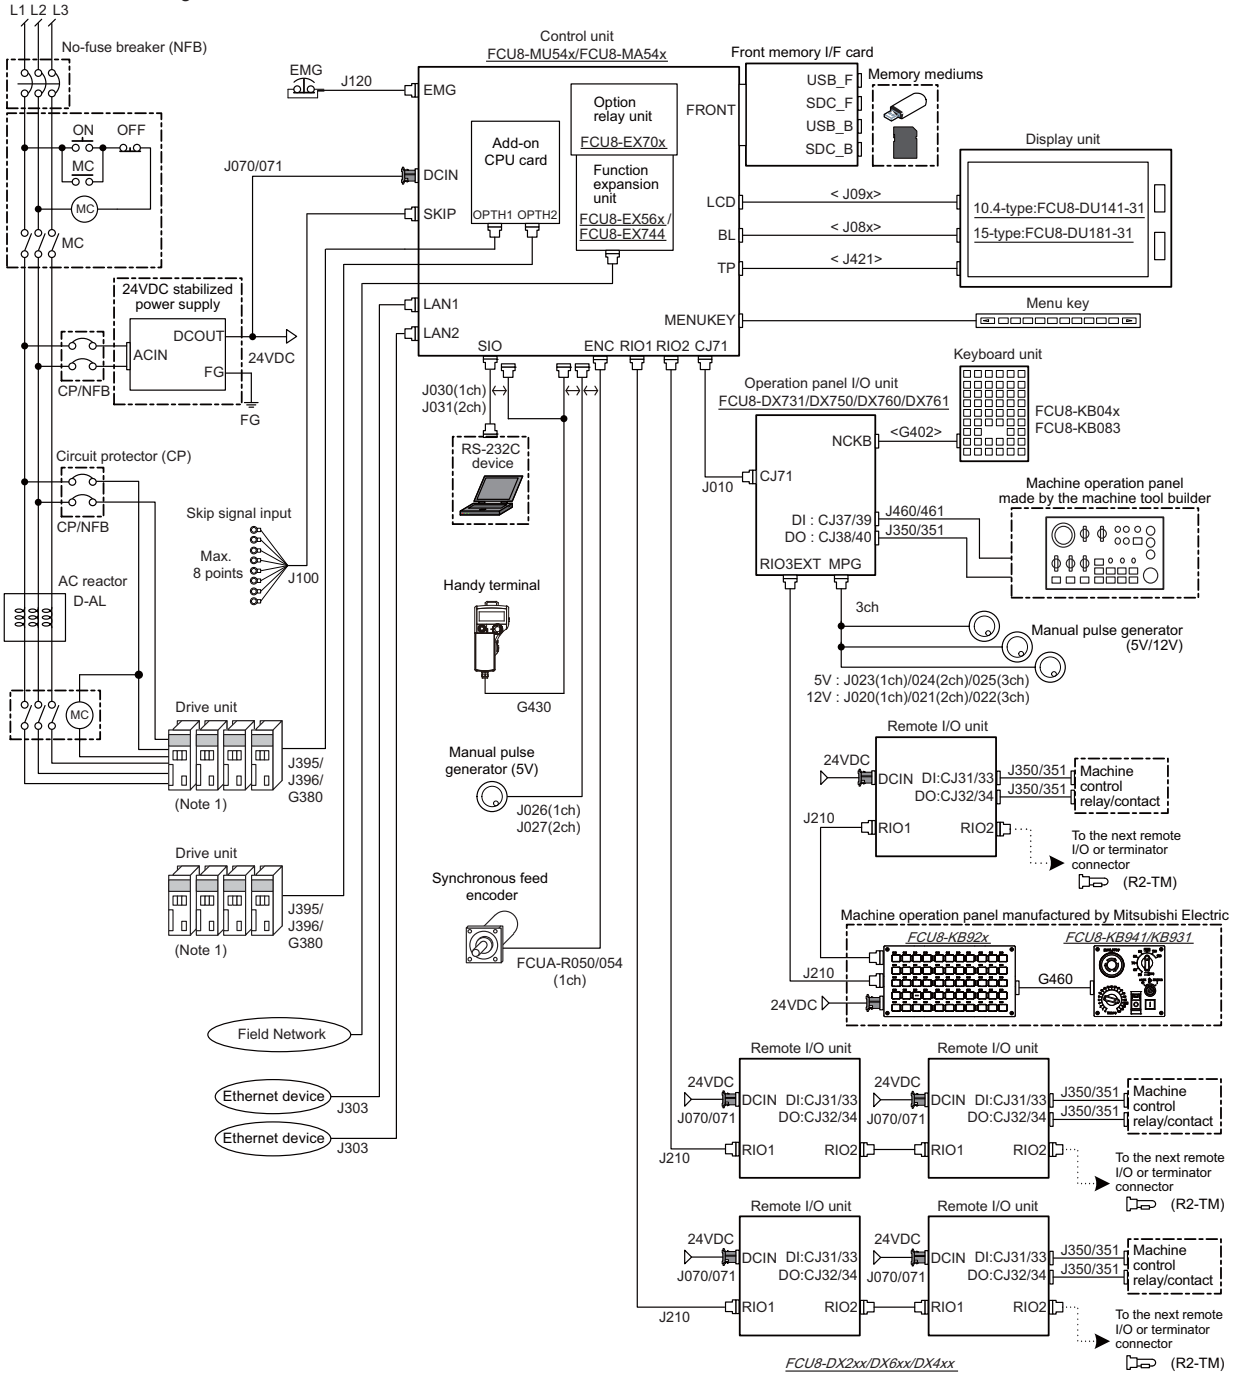 L1 L2 L3
No-fuse breaker (NFB)
ON OFF
MC
MC
MC
24VDC stabilized
power supply
DCOUT
ACIN
FG
24VDC
FG
CP/NFB
Circuit protector (CP)
CP/NFB
AC reactor
D-AL
MC
Drive unit
(Note 1)
J395/
J396/
G380
Drive unit
(Note 1)
J395/
J396/
G380
EMG
J120
J070/071
Skip signal input
Max.
8 points
J100
Control unit
FCU8-MU54x/FCU8-MA54x
EMG
DCIN
SKIP
LAN1
LAN2
SIO
ENC RIO1 RIO2 CJ71
Add-on
CPU card
OPTH1 OPTH2
Option
relay unit
FCU8-EX70x
Function
expansion
unit
FCU8-EX56x/
FCU8-EX744
FRONT
LCD
BL
TP
MENUKEY
Front memory I/F card
USB_F
SDC_F
USB_B
SDC_B
Memory mediums
Display unit
10.4-type:FCU8-DU141-31
15-type:FCU8-DU181-31
< J09x>
< J08x>
< J421>
Menu key
Keyboard unit
FCU8-KB04x
FCU8-KB083
Operation panel I/O unit
FCU8-DX731/DX750/DX760/DX761
NCKB
<G402>
CJ71
J010
DI : CJ37/39
DO : CJ38/40
RIO3EXT MPG
J460/461
J350/351
Machine operation panel
made by the machine tool builder
3ch
Manual pulse generator
(5V/12V)
5V : J023(1ch)/024(2ch)/025(3ch)
12V : J020(1ch)/021(2ch)/022(3ch)
J030(1ch)
J031(2ch)
RS-232C
device
Handy terminal
G430
Manual pulse
generator (5V)
J026(1ch)
J027(2ch)
Synchronous feed
encoder
FCUA-R050/054
(1ch)
Field Network
Ethernet device
J303
Ethernet device
J303
Remote I/O unit
24VDC
DCIN DI:CJ31/33
DO:CJ32/34
RIO1 RIO2
J210
J350/351
J350/351
Machine
control
relay/contact
To the next remote
I/O or terminator
connector
(R2-TM)
Machine operation panel manufactured by Mitsubishi Electric
FCU8-KB92x
FCU8-KB941/KB931
J210
24VDC
G460
Remote I/O unit
Remote I/O unit
24VDC
J070/071
DCIN DI:CJ31/33
DO:CJ32/34
RIO1 RIO2
J210
24VDC
J070/071
DCIN DI:CJ31/33
DO:CJ32/34
RIO1 RIO2
J350/351
J350/351
Machine
control
relay/contact
To the next remote
I/O or terminator
connector
(R2-TM)
Remote I/O unit
Remote I/O unit
24VDC
J070/071
DCIN DI:CJ31/33
DO:CJ32/34
RIO1 RIO2
J210
24VDC
J070/071
DCIN DI:CJ31/33
DO:CJ32/34
RIO1 RIO2
J350/351
J350/351
Machine
control
relay/contact
To the next remote
I/O or terminator
connector
(R2-TM)
FCU8-DX2xx/DX6xx/DX4xx